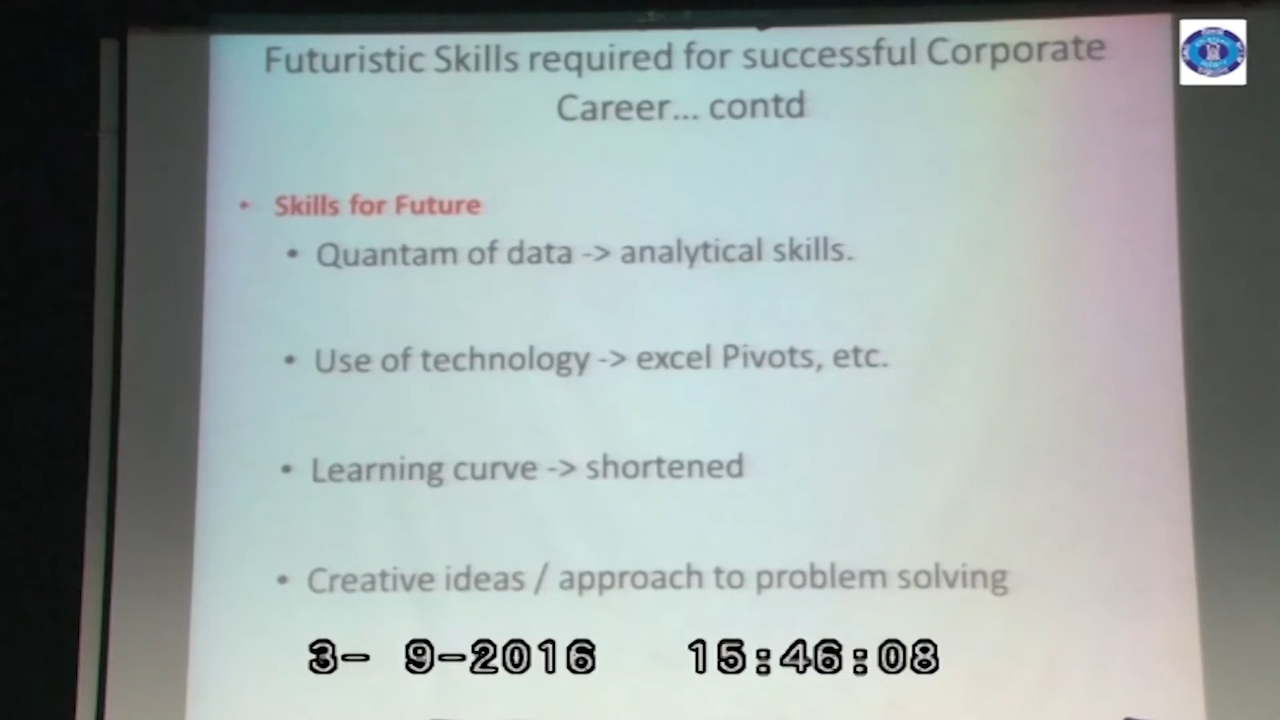 Futuristic Skills required for successful Corporate
Career... contd
• Skills for Future
• Quantam of data -> analytical skills.
• Use of technology -> excel Pivots, etc.
• Learning curve -> shortened
• Creative ideas / approach to problem solving
3- 9-2016 15:46:08